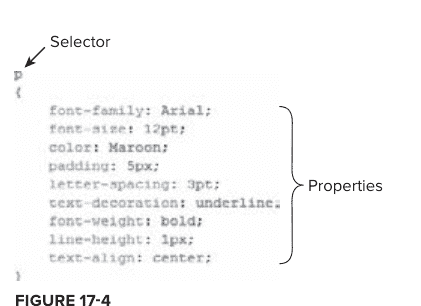 Selector
p
{
font-family: Arial;
font-size: 12pt;
color: Maroon;
padding: 5px;
letter-spacing: 3pt;
text-decoration: underline;
font-weight: bold;
line-height: 1px;
text-align: center;
}
Properties
FIGURE 17-4